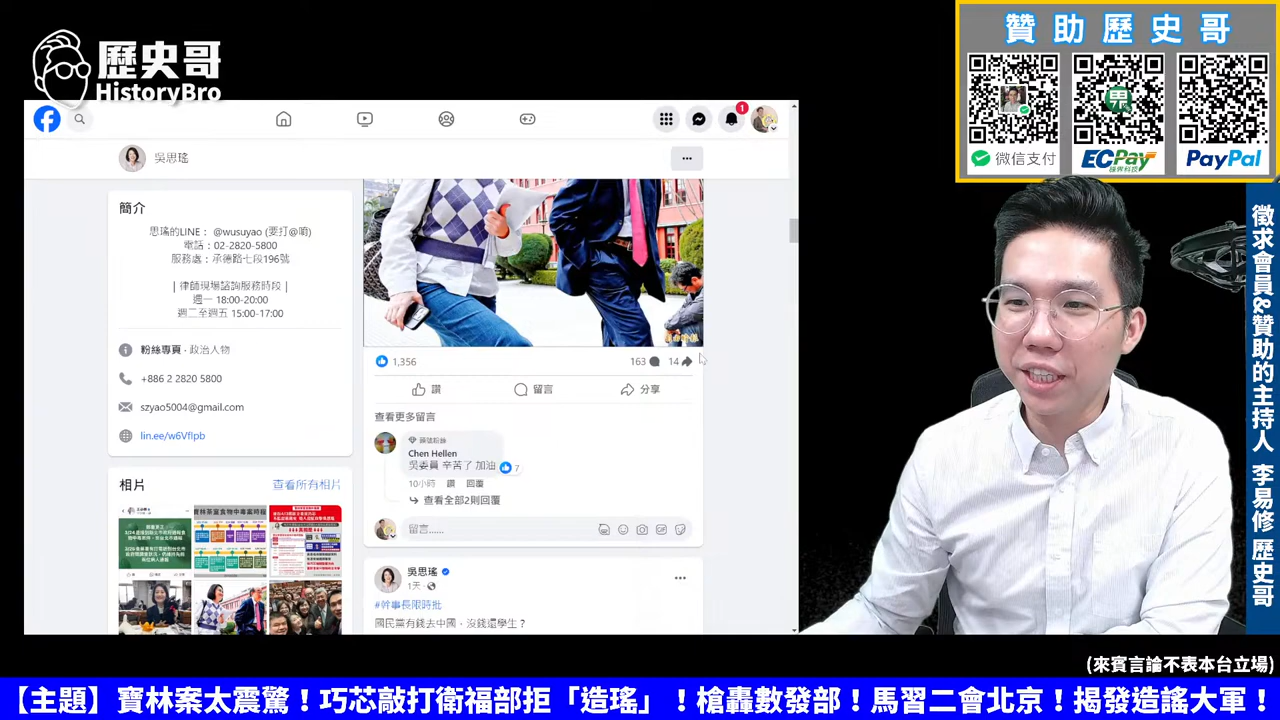 歷史哥
HistoryBro
贊助歷史哥
微信支付
ECPay
綠界科技
PayPal
1
吳思瑤
簡介
思瑤的LINE： @wusuyao (要打@唷)
電話：02-2820-5800
服務處：承德路七段196號
| 律師現場諮詢服務時段 |
週一 18:00-20:00
週二至週五 15:00-17:00
粉絲專頁 · 政治人物
+886 2 2820 5800
szyao5004@gmail.com
lin.ee/w6Vflpb
相片
查看所有相片
1,356
163
14
讚
留言
分享
查看更多留言
頭號粉絲
Chen Hellen
吳委員 辛苦了 加油
7
10小時 讚 回覆
查看全部2則回覆
留言……
吳思瑤
1天
#幹事長限時批
國民黨有錢去中國、沒錢還學生？
徵求會員&贊助的主持人 李易修 歷史哥
(來賓言論不表本台立場)
【主題】寶林案太震驚！巧芯敲打衛福部拒「造瑤」！槍轟數發部！馬習二會北京！揭發造謠大軍！